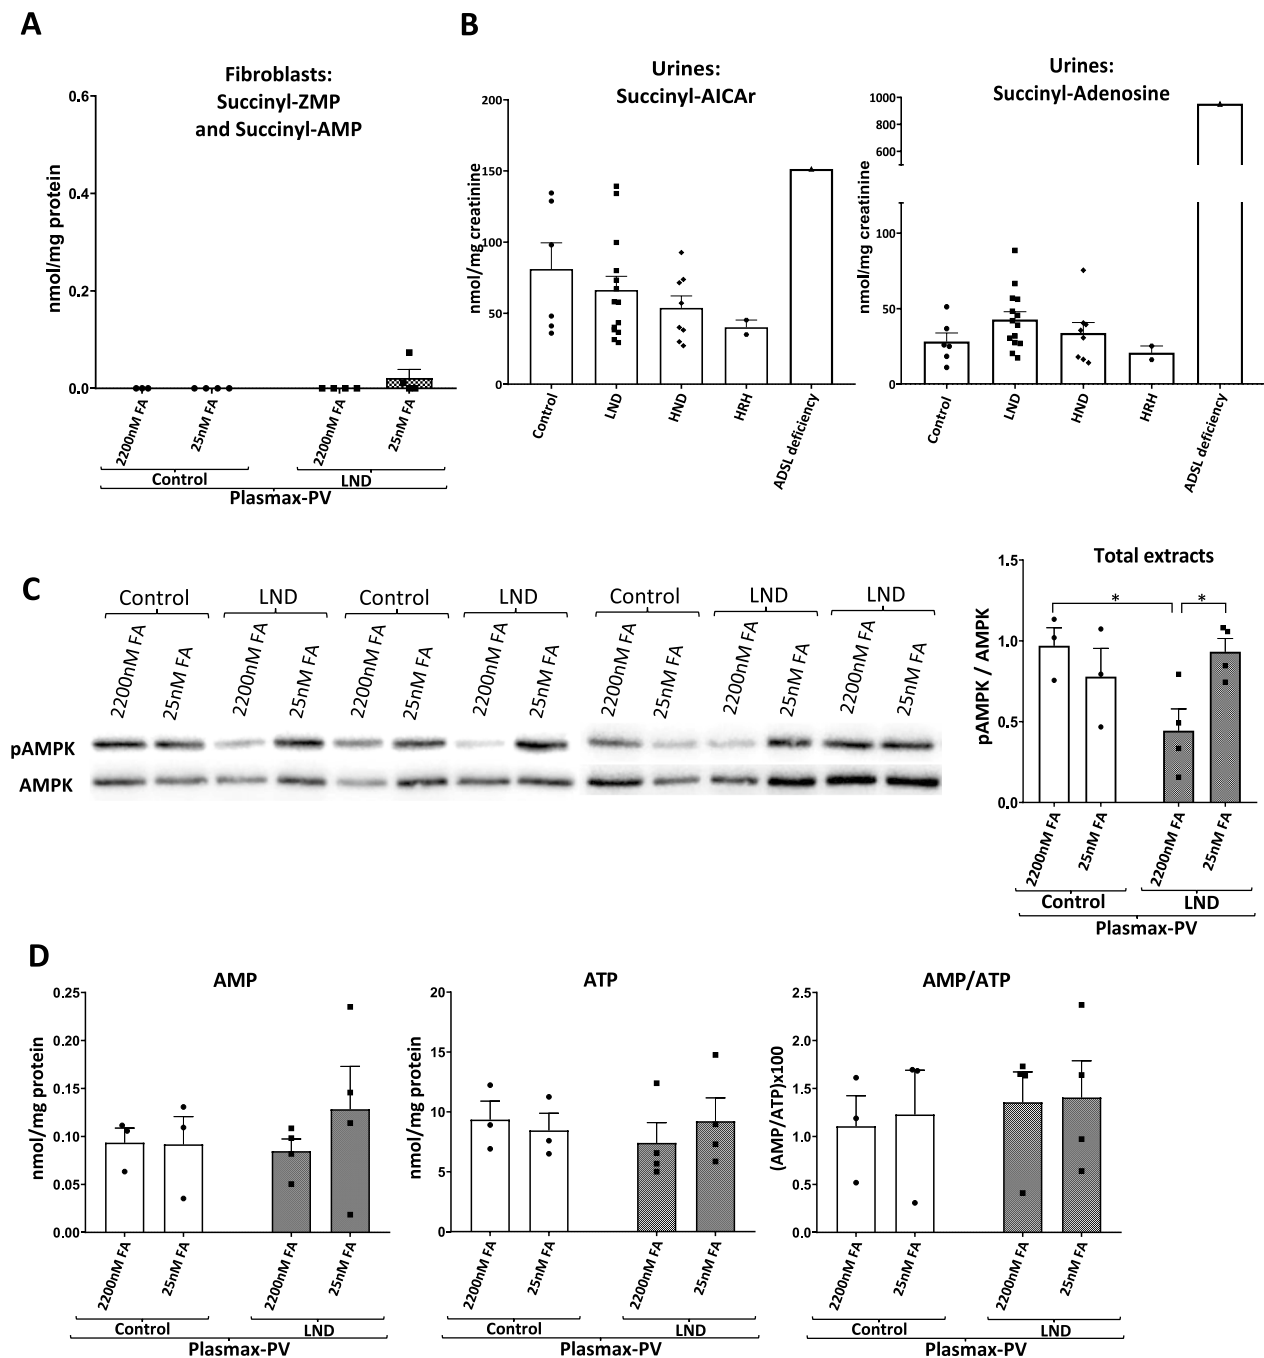 A
Fibroblasts:
Succinyl-ZMP
and Succinyl-AMP
nmol/mg protein
0.6
0.4
0.2
0.0
2200nM FA
25nM FA
2200nM FA
25nM FA
Control
LND
Plasmax-PV
B
Urines:
Succinyl-AICAr
nmol/mg creatinine
200
150
100
50
0
Control
LND
HND
HRH
ADSL deficiency
Urines:
Succinyl-Adenosine
nmol/mg creatinine
1000
800
600
100
50
0
Control
LND
HND
HRH
ADSL deficiency
C
Control
LND
Control
LND
Control
LND
LND
2200nM FA
25nM FA
2200nM FA
25nM FA
2200nM FA
25nM FA
2200nM FA
25nM FA
2200nM FA
25nM FA
2200nM FA
25nM FA
2200nM FA
25nM FA
pAMPK
AMPK
Total extracts
pAMPK / AMPK
1.5
1.0
0.5
0.0
*
*
2200nM FA
25nM FA
2200nM FA
25nM FA
Control
LND
Plasmax-PV
D
AMP
nmol/mg protein
0.25
0.20
0.15
0.10
0.05
0.00
2200nM FA
25nM FA
2200nM FA
25nM FA
Control
LND
Plasmax-PV
ATP
nmol/mg protein
20
15
10
5
0
2200nM FA
25nM FA
2200nM FA
25nM FA
Control
LND
Plasmax-PV
AMP/ATP
(AMP/ATP)x100
2.5
2.0
1.5
1.0
0.5
0.0
2200nM FA
25nM FA
2200nM FA
25nM FA
Control
LND
Plasmax-PV